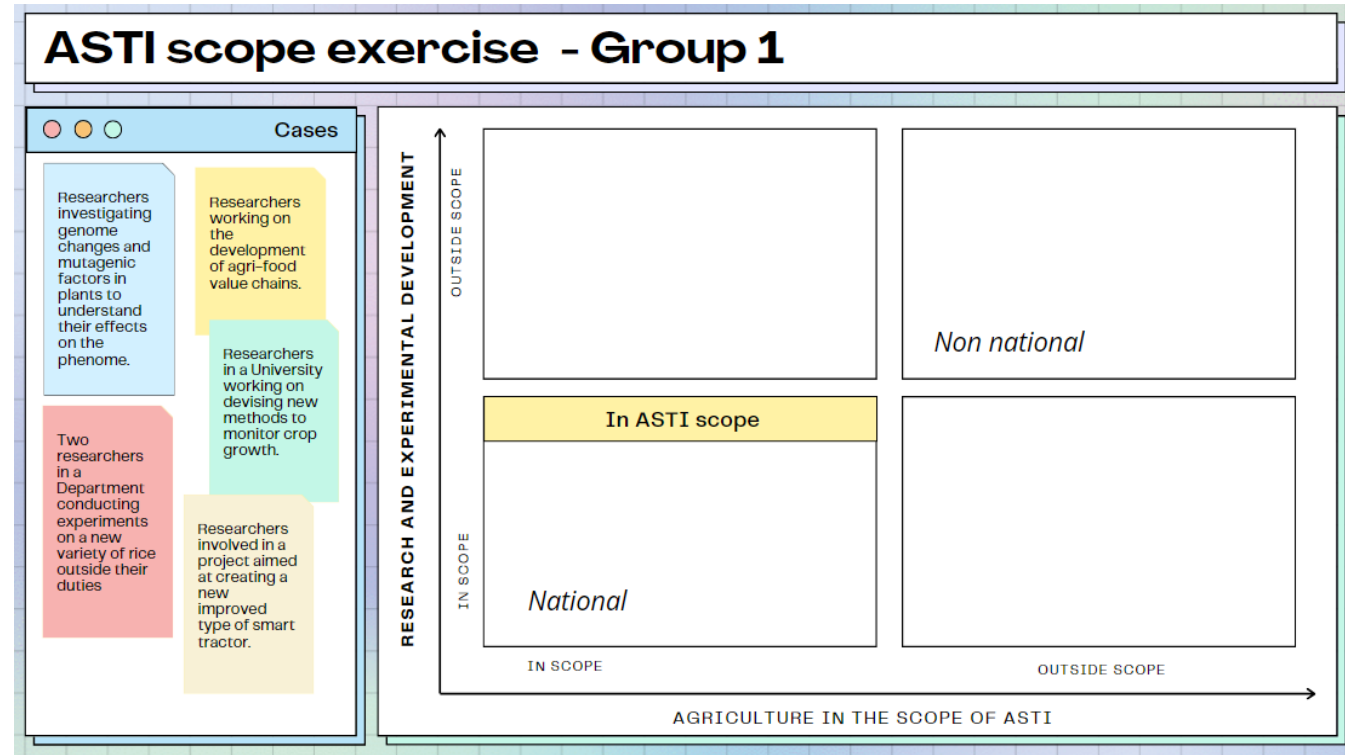 ASTI scope exercise - Group 1
Cases
Researchers
investigating
genome
changes and
mutagenic
factors in
plants to
understand
their effects
on the
phenome.
Researchers
working on
the
development
of agri-food
value chains.
Researchers
in a University
working on
devising new
methods to
monitor crop
growth.
Two
researchers
in a
Department
conducting
experiments
on a new
variety of rice
outside their
duties
Researchers
involved in a
project aimed
at creating a
new
improved
type of smart
tractor.
RESEARCH AND EXPERIMENTAL DEVELOPMENT
OUTSIDE SCOPE
IN SCOPE
Non national
In ASTI scope
National
IN SCOPE
OUTSIDE SCOPE
AGRICULTURE IN THE SCOPE OF ASTI